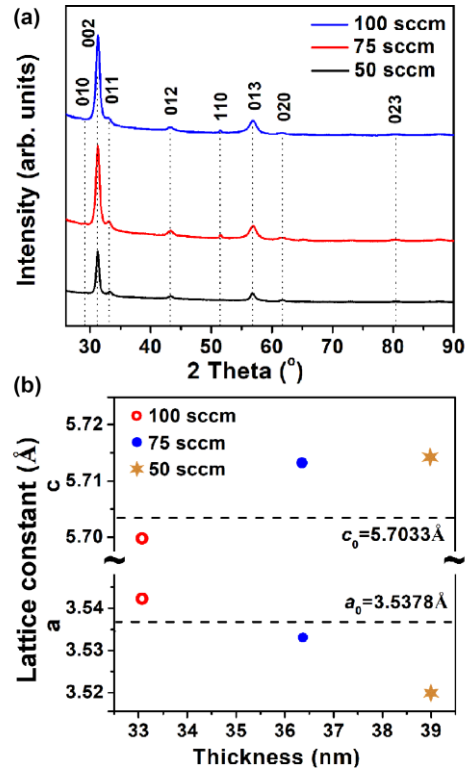 (a)
100 sccm
75 sccm
50 sccm
010
002
011
012
110
013
020
023
Intensity (arb. units)
30 40 50 60 70 80 90
2 Theta (°)
(b)
100 sccm
75 sccm
50 sccm
5.72
5.71
5.70
c₀=5.7033Å
3.54
3.53
3.52
a₀=3.5378Å
Lattice constant (Å)
a c
33 34 35 36 37 38 39
Thickness (nm)